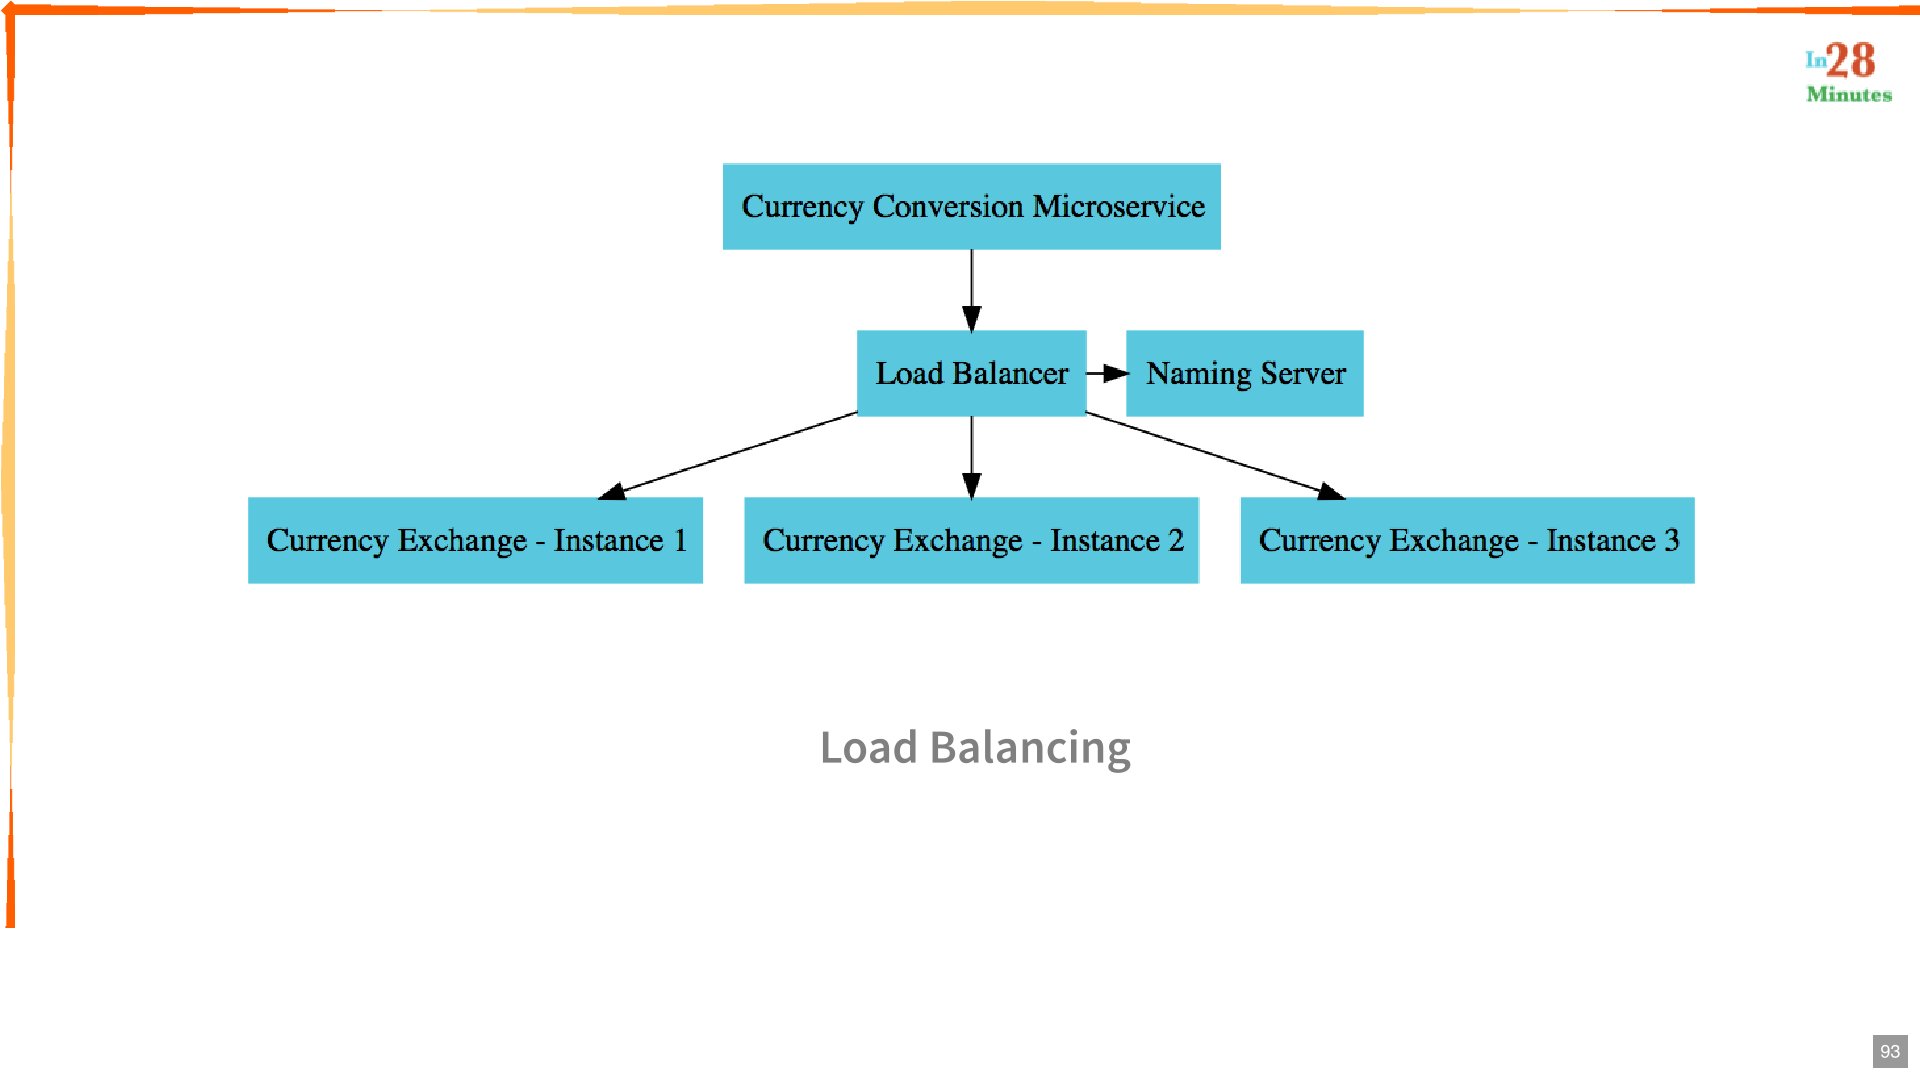 In28
Minutes
Currency Conversion Microservice
Load Balancer
Naming Server
Currency Exchange - Instance 1
Currency Exchange - Instance 2
Currency Exchange - Instance 3
Load Balancing
93